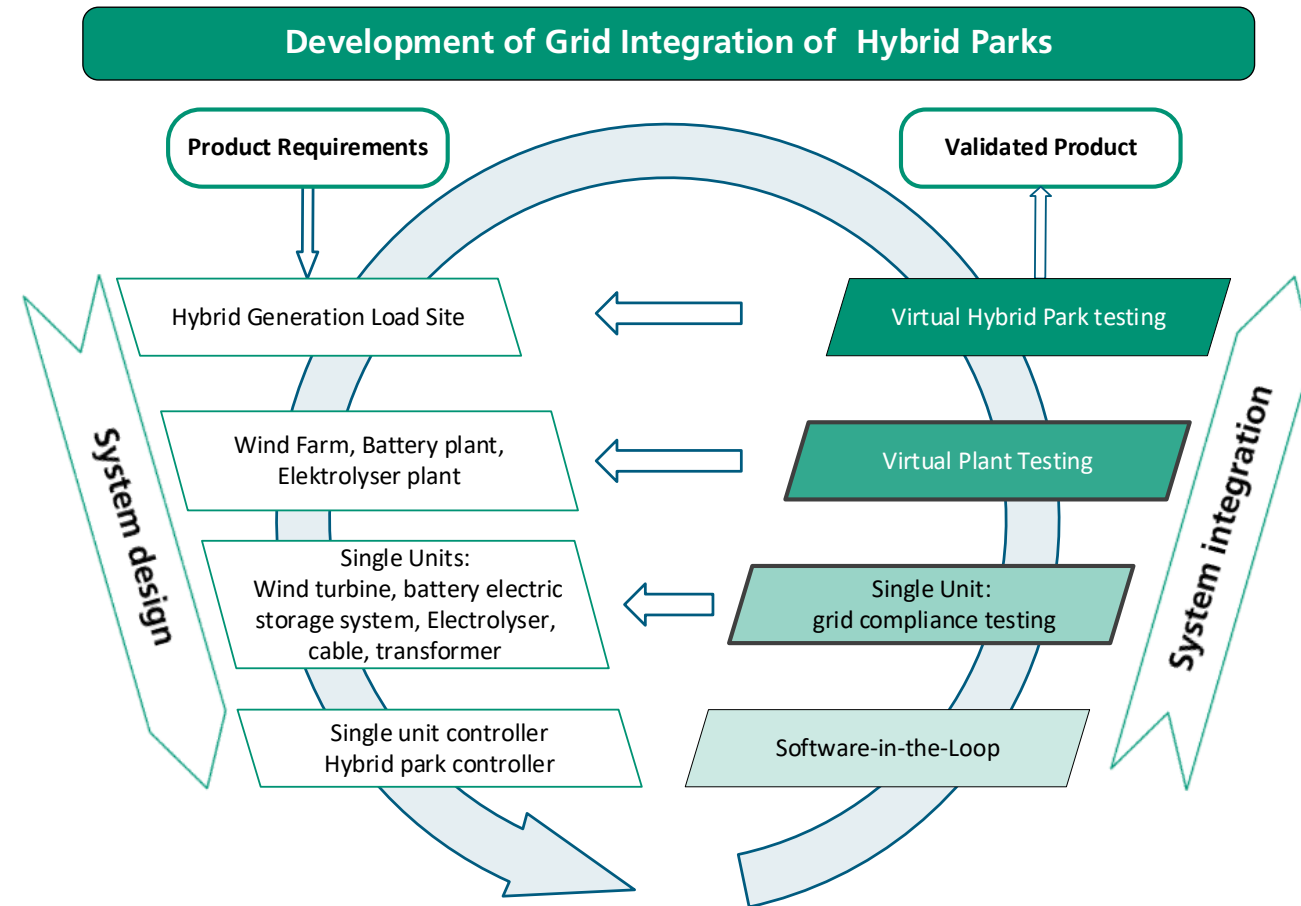 Development of Grid Integration of Hybrid Parks
Product Requirements
Validated Product
Hybrid Generation Load Site
Virtual Hybrid Park testing
System design
Wind Farm, Battery plant,
Elektrolyser plant
Virtual Plant Testing
System integration
Single Units:
Wind turbine, battery electric
storage system, Electrolyser,
cable, transformer
Single Unit:
grid compliance testing
Single unit controller
Hybrid park controller
Software-in-the-Loop